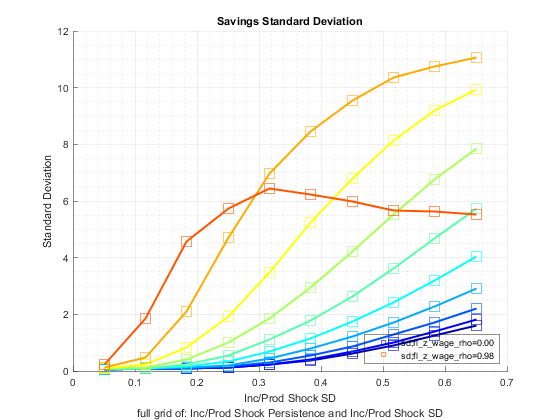 Savings Standard Deviation
12
10
8
6
4
2
0
Standard Deviation
0 0.1 0.2 0.3 0.4 0.5 0.6 0.7
sd;fl_z_wage_rho=0.00
sd;fl_z_wage_rho=0.98
Inc/Prod Shock SD
full grid of: Inc/Prod Shock Persistence and Inc/Prod Shock SD